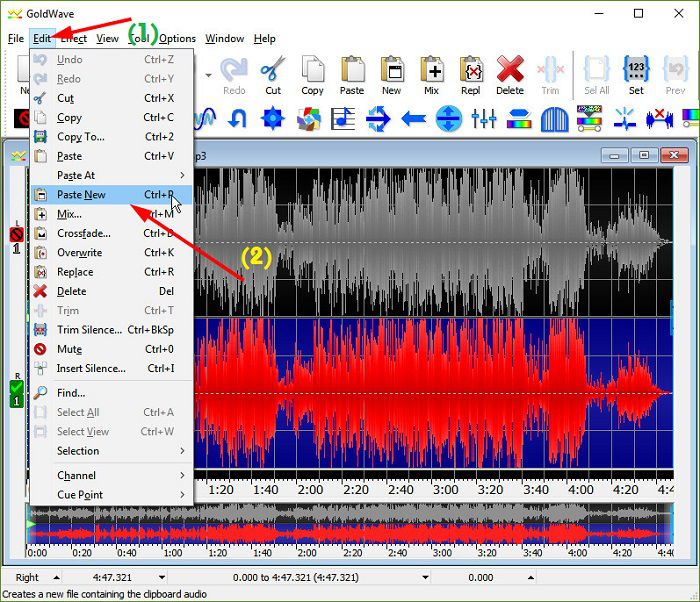 GoldWave
(1)
File Edit Effect View Tool Options Window Help
Redo Cut Copy Paste New Mix Repl Delete Trim Sel All Set Prev
123
Undo Ctrl+Z
Redo Ctrl+Y
Cut Ctrl+X
Copy Ctrl+C
Copy To... Ctrl+2
Paste Ctrl+V
Paste At
Paste New Ctrl+P
Mix... Ctrl+M
Crossfade... Ctrl+D
Overwrite Ctrl+K
Replace Ctrl+R
Delete Del
Trim Ctrl+T
Trim Silence... Ctrl+BkSp
Mute Ctrl+0
Insert Silence... Ctrl+I
Find...
Select All Ctrl+A
Select View Ctrl+W
Selection
Channel
Cue Point
p3
(2)
L
1
R
1
1:20 1:40 2:00 2:20 2:40 3:00 3:20 3:40 4:00 4:20 4:4
0:00 0:20 0:40 1:00 1:20 1:40 2:00 2:20 2:40 3:00 3:20 3:40 4:00 4:20 4:40
Right 4:47.321 0.000 to 4:47.321 (4:47.321) 0.000
Creates a new file containing the clipboard audio